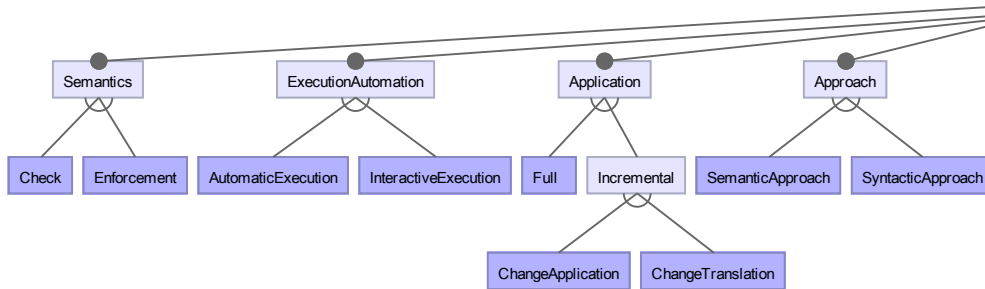 Semantics
ExecutionAutomation
Application
Approach
Check
Enforcement
AutomaticExecution
InteractiveExecution
Full
Incremental
SemanticApproach
SyntacticApproach
ChangeApplication
ChangeTranslation